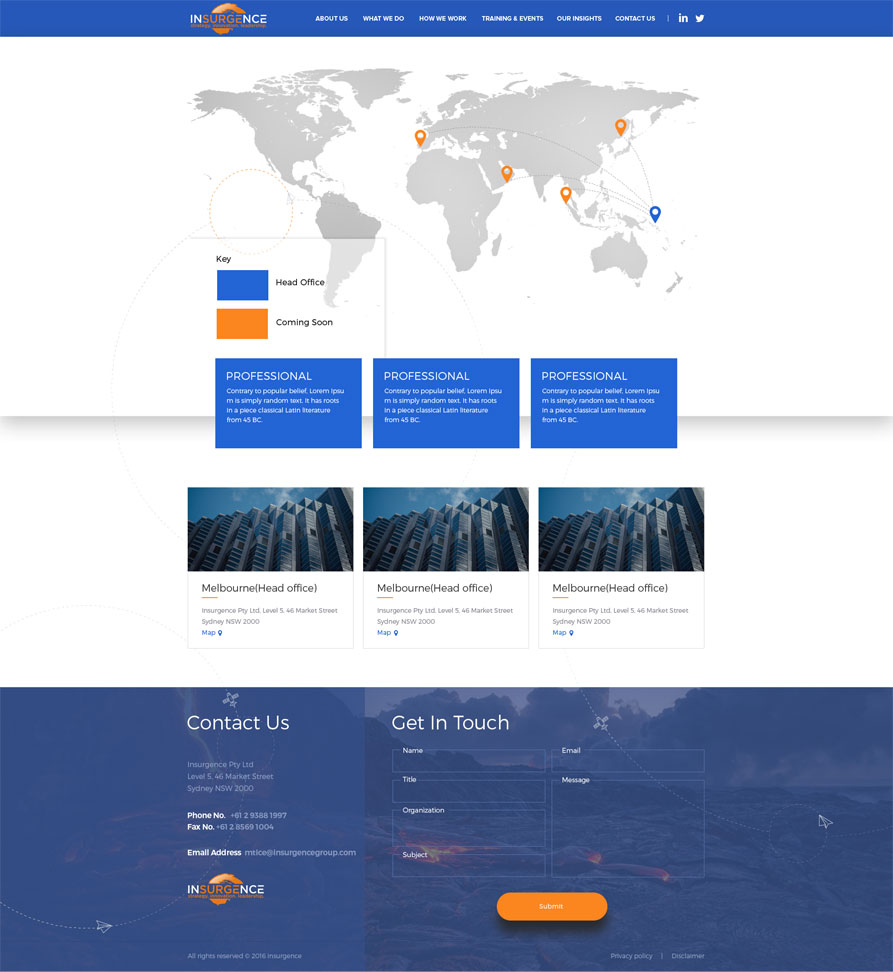 INSURGENCE
strategy. innovation. leadership.
ABOUT US
WHAT WE DO
HOW WE WORK
TRAINING & EVENTS
OUR INSIGHTS
CONTACT US
Key
Head Office
Coming Soon
PROFESSIONAL
Contrary to popular belief, Lorem Ipsu
m is simply random text. It has roots
in a piece classical Latin literature
from 45 BC.
PROFESSIONAL
Contrary to popular belief, Lorem Ipsu
m is simply random text. It has roots
in a piece classical Latin literature
from 45 BC.
PROFESSIONAL
Contrary to popular belief, Lorem Ipsu
m is simply random text. It has roots
in a piece classical Latin literature
from 45 BC.
Melbourne(Head office)
Insurgence Pty Ltd, Level 5, 46 Market Street
Sydney NSW 2000
Map
Melbourne(Head office)
Insurgence Pty Ltd, Level 5, 46 Market Street
Sydney NSW 2000
Map
Melbourne(Head office)
Insurgence Pty Ltd, Level 5, 46 Market Street
Sydney NSW 2000
Map
Contact Us
Insurgence Pty Ltd
Level 5, 46 Market Street
Sydney NSW 2000
Phone No. +61 2 9388 1997
Fax No. +61 2 8569 1004
Email Address mtice@insurgencegroup.com
INSURGENCE
strategy. innovation. leadership.
Get In Touch
Name
Email
Title
Message
Organization
Subject
Submit
All rights reserved © 2016 insurgence
Privacy policy | Disclaimer